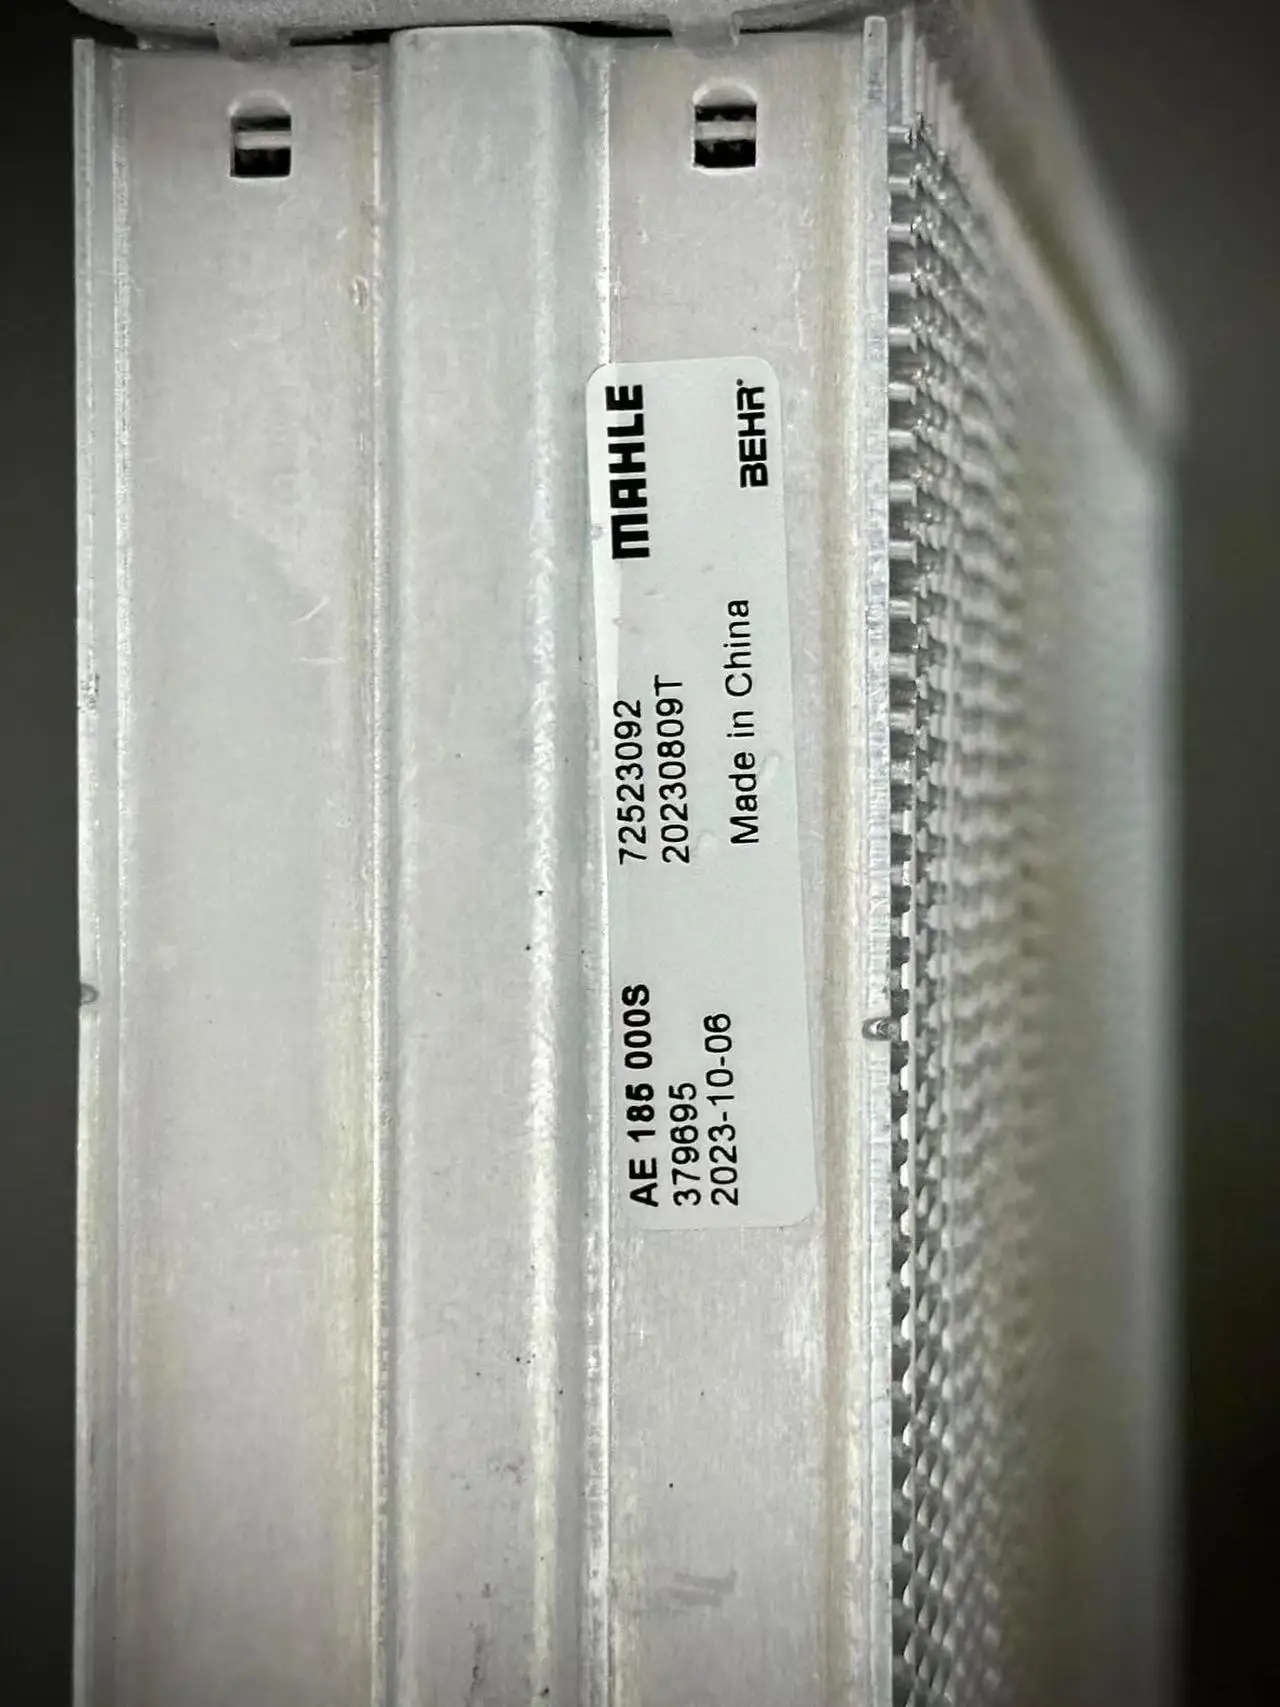 AE 185 000S 72523092 MAHLE
379695 20230809T
2023-10-06 Made in China BEHR®